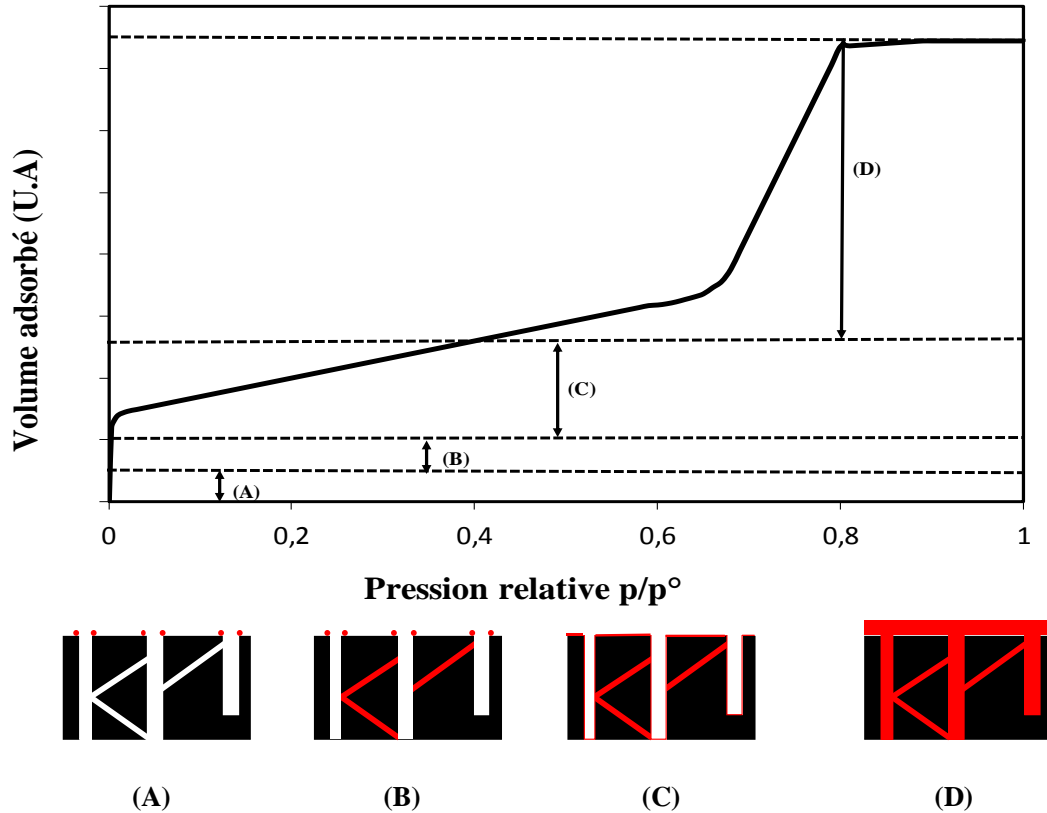 Volume adsorbé (U.A)
(D)
(C)
(B)
(A)
0
0,2
0,4
0,6
0,8
1
Pression relative p/p°
(A)
(B)
(C)
(D)